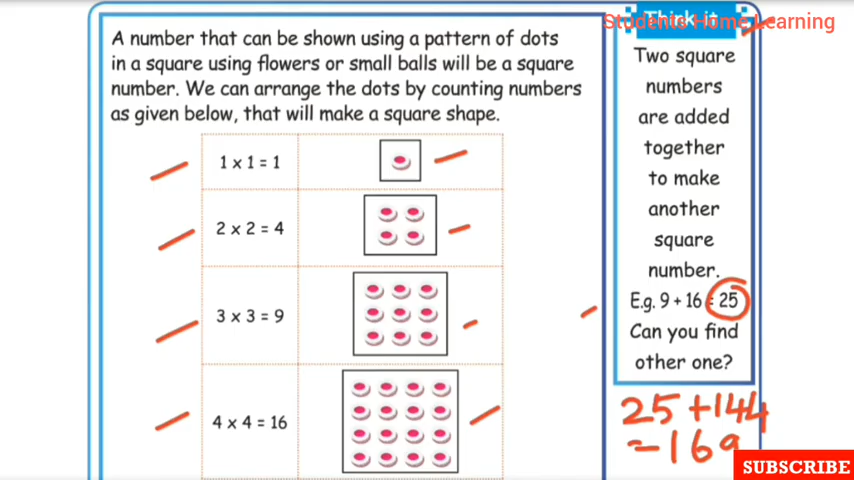 Students Home Learning
Think it
A number that can be shown using a pattern of dots
in a square using flowers or small balls will be a square
number. We can arrange the dots by counting numbers
as given below, that will make a square shape.
1 x 1 = 1
2 x 2 = 4
3 x 3 = 9
4 x 4 = 16
Two square
numbers
are added
together
to make
another
square
number.
E.g. 9 + 16 = 25
Can you find
other one?
25 + 144
= 169
SUBSCRIBE